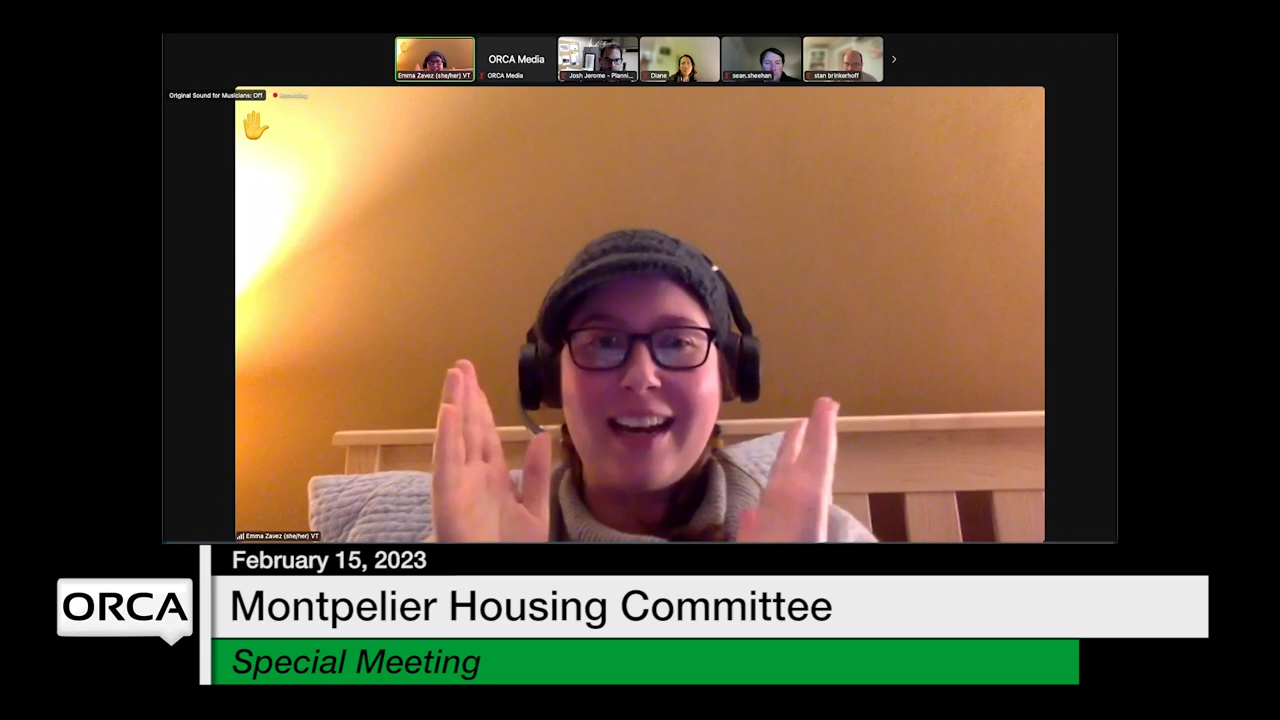 ORCA Media
Emma Zavez (she/her) VT
ORCA Media
Josh Jerome - Planni...
Diane
sean.sheehan
stan brinkerhoff
Original Sound for Musicians: Off
Recording
Emma Zavez (she/her) VT
February 15, 2023
ORCA
Montpelier Housing Committee
Special Meeting